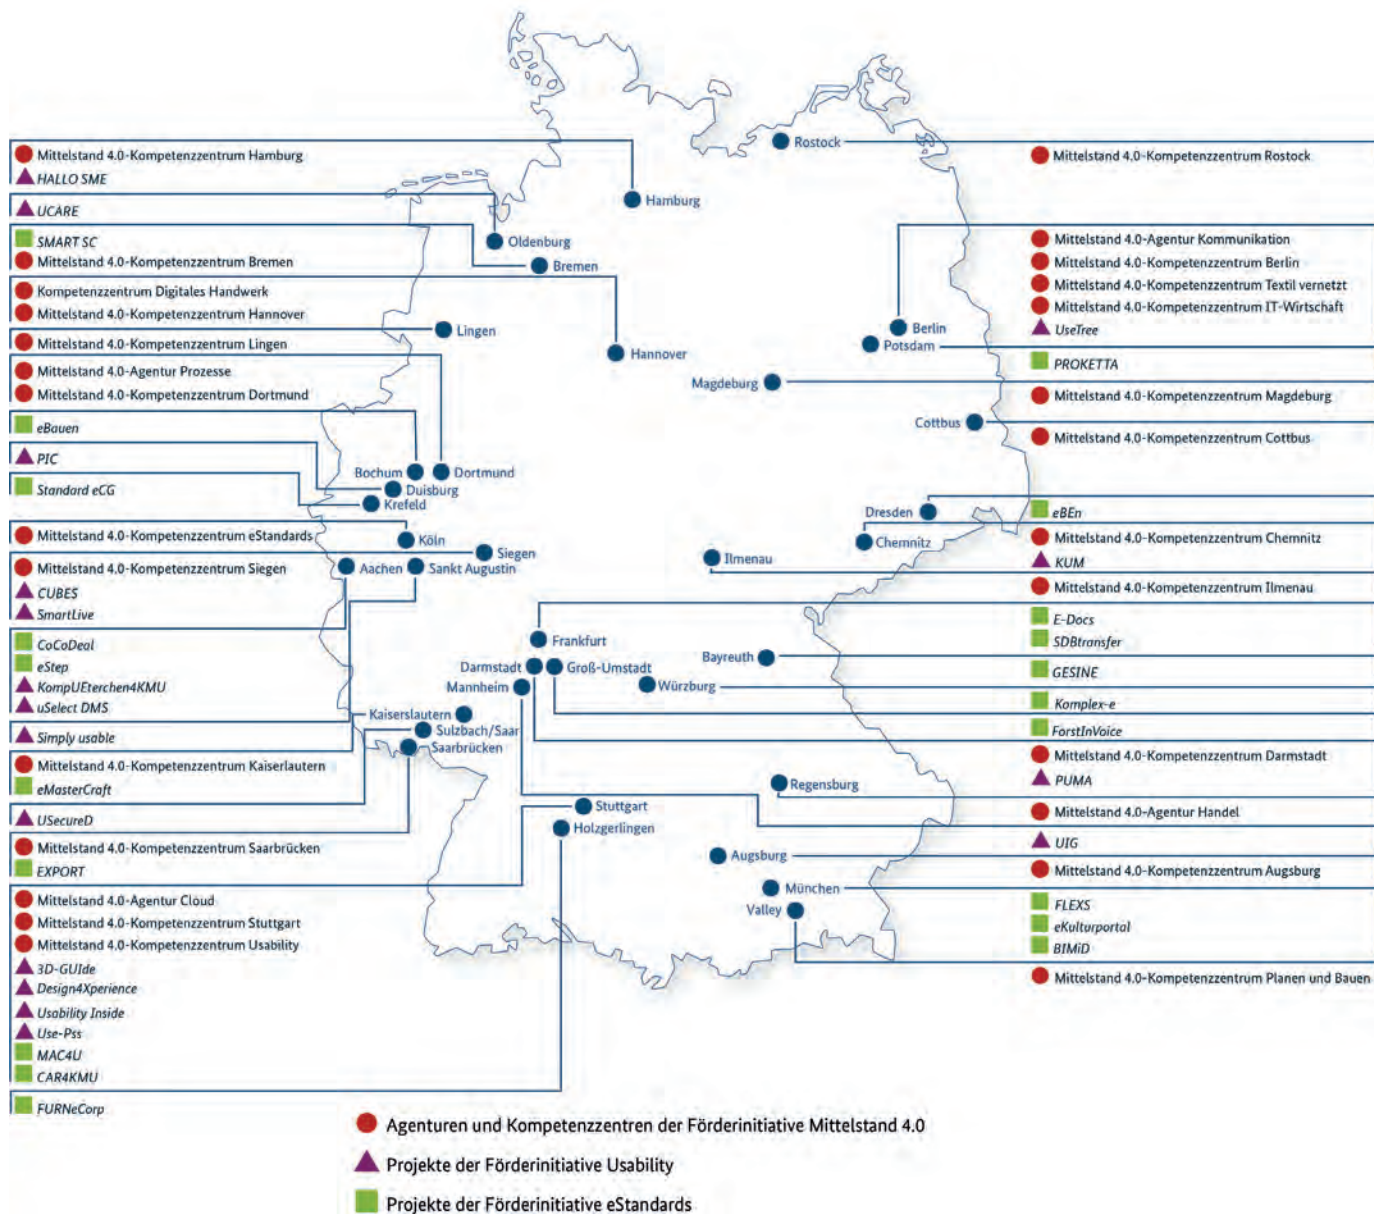 Mittelstand 4.0-Kompetenzzentrum Hamburg
HALLO SME
UCARE
SMART SC
Mittelstand 4.0-Kompetenzzentrum Bremen
Kompetenzzentrum Digitales Handwerk
Mittelstand 4.0-Kompetenzzentrum Hannover
Mittelstand 4.0-Kompetenzzentrum Lingen
Mittelstand 4.0-Agentur Prozesse
Mittelstand 4.0-Kompetenzzentrum Dortmund
eBauen
PIC
Standard eCG
Mittelstand 4.0-Kompetenzzentrum eStandards
Mittelstand 4.0-Kompetenzzentrum Siegen
CUBES
SmartLive
CoCoDeal
eStep
KompUEterchen4KMU
uSelect DMS
Simply usable
Mittelstand 4.0-Kompetenzzentrum Kaiserlautern
eMasterCraft
USecureD
Mittelstand 4.0-Kompetenzzentrum Saarbrücken
EXPORT
Mittelstand 4.0-Agentur Cloud
Mittelstand 4.0-Kompetenzzentrum Stuttgart
Mittelstand 4.0-Kompetenzzentrum Usability
3D-GUIde
Design4Xperience
Usability Inside
Use-Pss
MAC4U
CAR4KMU
FURNeCorp
Rostock
Hamburg
Oldenburg
Bremen
Lingen
Hannover
Berlin
Potsdam
Magdeburg
Cottbus
Bochum
Dortmund
Duisburg
Krefeld
Dresden
Köln
Chemnitz
Siegen
Ilmenau
Aachen
Sankt Augustin
Frankfurt
Bayreuth
Darmstadt
Groß-Umstadt
Mannheim
Würzburg
Kaiserslautern
Sulzbach/Saar
Saarbrücken
Regensburg
Stuttgart
Holzgerlingen
Augsburg
München
Valley
Mittelstand 4.0-Kompetenzzentrum Rostock
Mittelstand 4.0-Agentur Kommunikation
Mittelstand 4.0-Kompetenzzentrum Berlin
Mittelstand 4.0-Kompetenzzentrum Textil vernetzt
Mittelstand 4.0-Kompetenzzentrum IT-Wirtschaft
UseTree
PROKETTA
Mittelstand 4.0-Kompetenzzentrum Magdeburg
Mittelstand 4.0-Kompetenzzentrum Cottbus
eBEn
Mittelstand 4.0-Kompetenzzentrum Chemnitz
KUM
Mittelstand 4.0-Kompetenzzentrum Ilmenau
E-Docs
SDBtransfer
GESINE
Komplex-e
ForstInVoice
Mittelstand 4.0-Kompetenzzentrum Darmstadt
PUMA
Mittelstand 4.0-Agentur Handel
UIG
Mittelstand 4.0-Kompetenzzentrum Augsburg
FLEXS
eKulturportal
BIMiD
Mittelstand 4.0-Kompetenzzentrum Planen und Bauen
Agenturen und Kompetenzzentren der Förderinitiative Mittelstand 4.0
Projekte der Förderinitiative Usability
Projekte der Förderinitiative eStandards